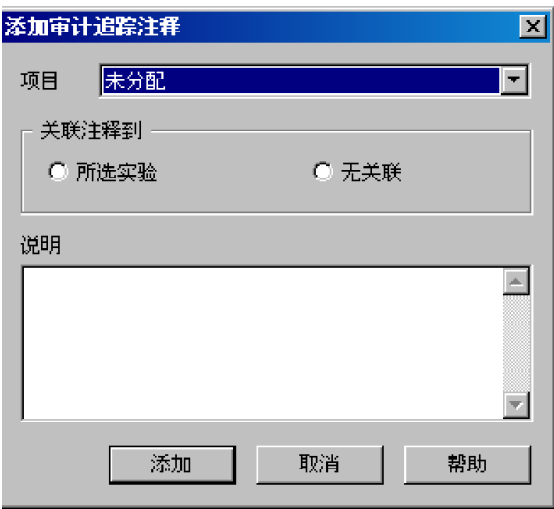 添加审计追踪注释
项目 未分配
关联注释到
所选实验 无关联
说明
添加 取消 帮助